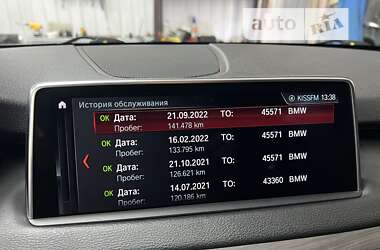 auto RIA
История обслуживания KISSFM 13:38
OK Дата: 21.09.2022 ТО: 45571 BMW
Пробег: 141.478 km
OK Дата: 16.02.2022 ТО: 45571 BMW
Пробег: 133.795 km
OK Дата: 21.10.2021 ТО: 45571 BMW
Пробег: 126.621 km
OK Дата: 14.07.2021 ТО: 43360 BMW
Пробег: 120.186 km